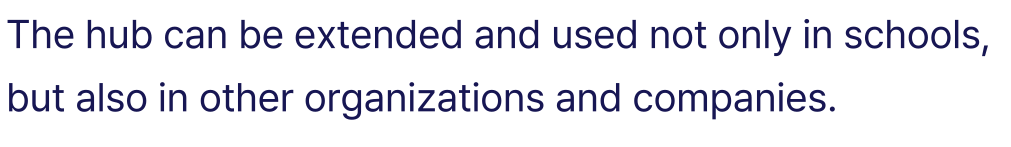 The hub can be extended and used not only in schools,
but also in other organizations and companies.